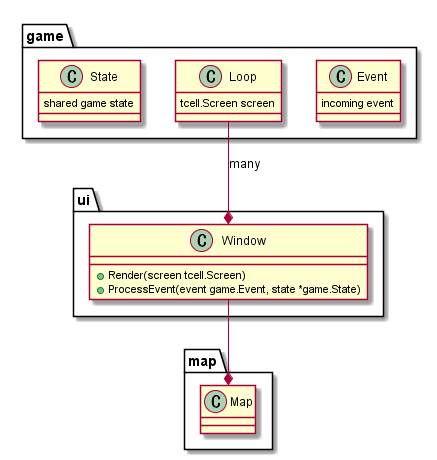 game
C State
shared game state
C Loop
tcell.Screen screen
C Event
incoming event
many
ui
C Window
Render(screen tcell.Screen)
ProcessEvent(event game.Event, state *game.State)
map
C Map